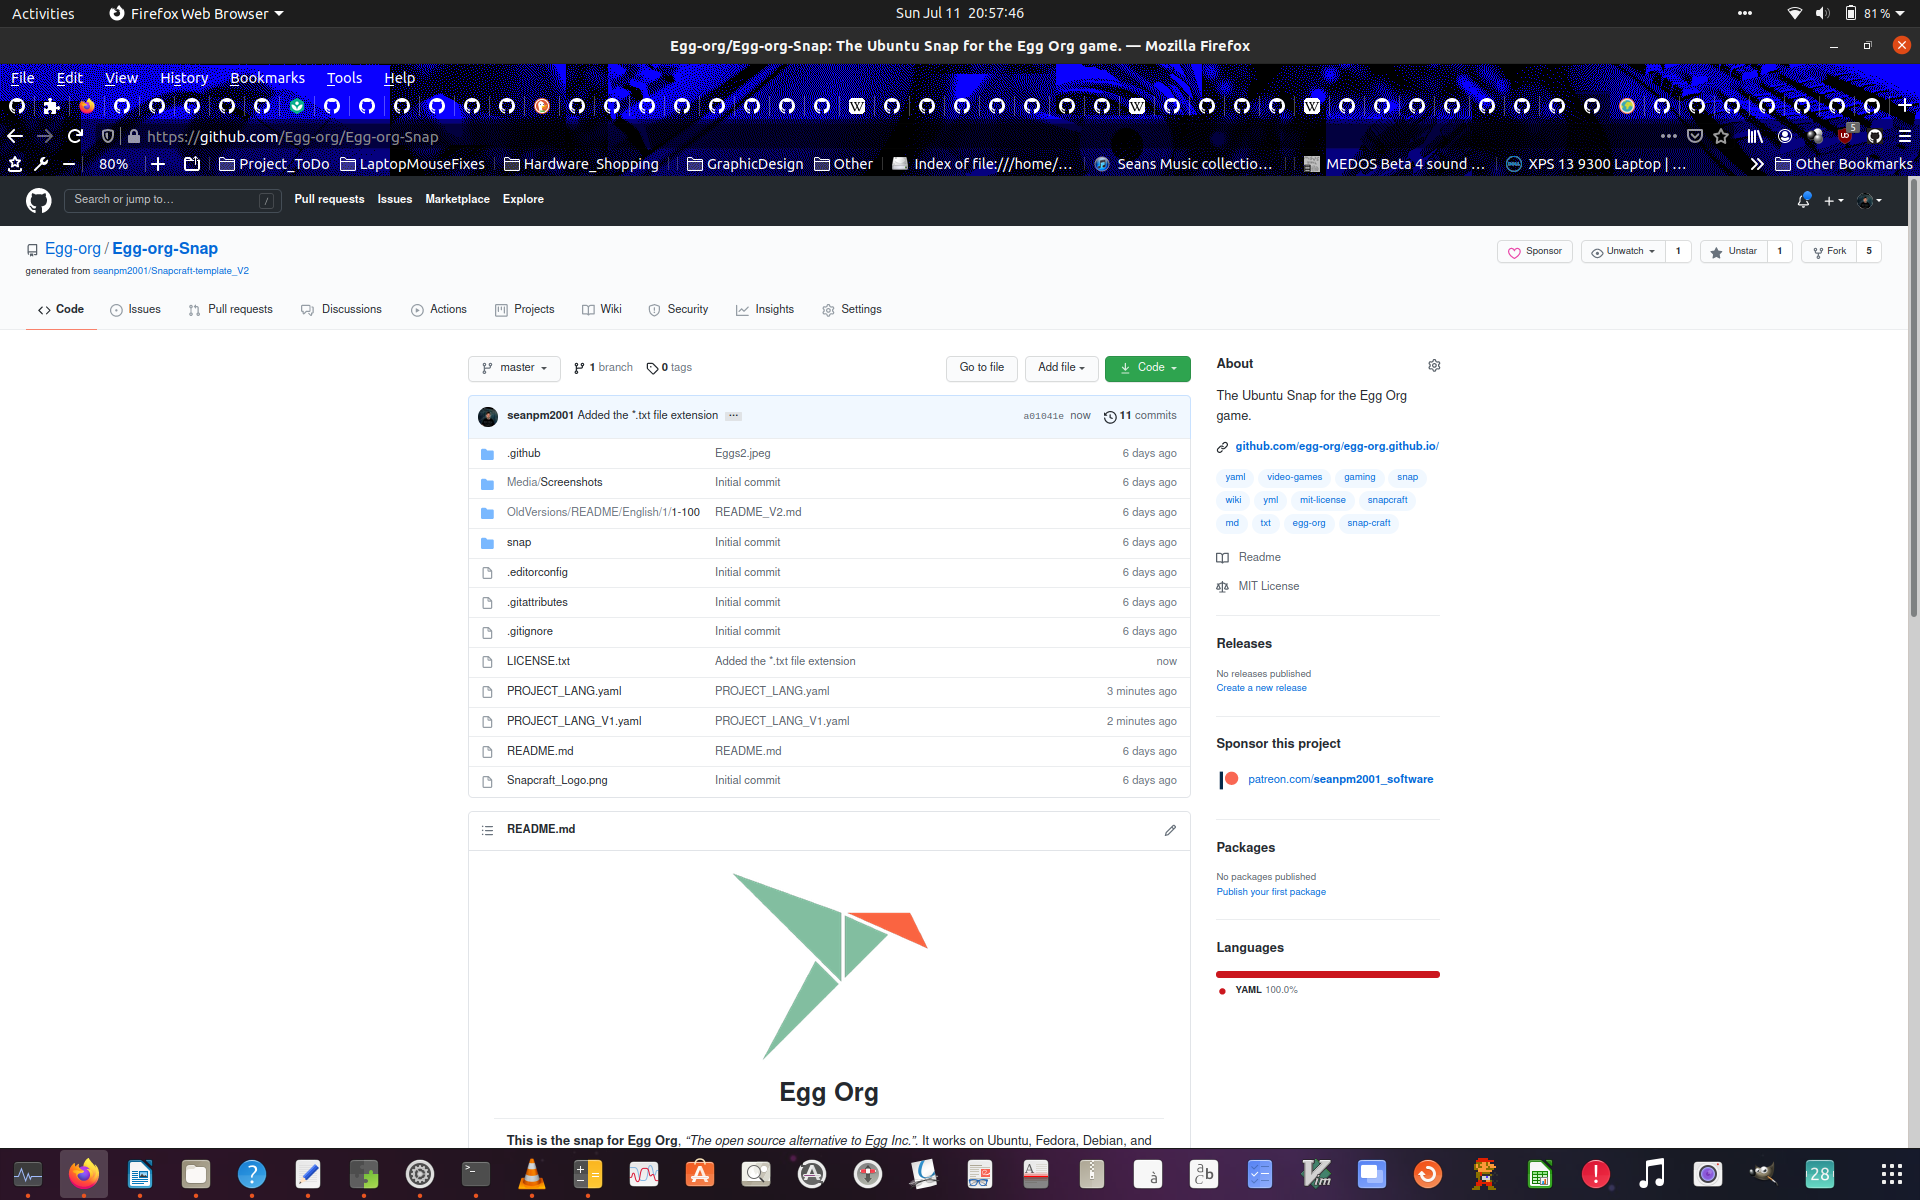 Activities Firefox Web Browser Sun Jul 11 20:57:46 81%
Egg-org/Egg-org-Snap: The Ubuntu Snap for the Egg Org game. — Mozilla Firefox
File Edit View History Bookmarks Tools Help
https://github.com/Egg-org/Egg-org-Snap 5
80% Project_ToDo LaptopMouseFixes Hardware_Shopping GraphicDesign Other Index of file:///home/... Seans Music collectio... MEDOS Beta 4 sound ... XPS 13 9300 Laptop | ... Other Bookmarks
Search or jump to... / Pull requests Issues Marketplace Explore
Egg-org / Egg-org-Snap Sponsor Unwatch 1 Unstar 1 Fork 5
generated from seanpm2001/Snapcraft-template_V2
Code Issues Pull requests Discussions Actions Projects Wiki Security Insights Settings
master 1 branch 0 tags Go to file Add file Code
seanpm2001 Added the *.txt file extension ... a01041e now 11 commits
.github Eggs2.jpeg 6 days ago
Media/Screenshots Initial commit 6 days ago
OldVersions/README/English/1/1-100 README_V2.md 6 days ago
snap Initial commit 6 days ago
.editorconfig Initial commit 6 days ago
.gitattributes Initial commit 6 days ago
.gitignore Initial commit 6 days ago
LICENSE.txt Added the *.txt file extension now
PROJECT_LANG.yaml PROJECT_LANG.yaml 3 minutes ago
PROJECT_LANG_V1.yaml PROJECT_LANG_V1.yaml 2 minutes ago
README.md README.md 6 days ago
Snapcraft_Logo.png Initial commit 6 days ago
README.md
Egg Org
This is the snap for Egg Org, “The open source alternative to Egg Inc.”. It works on Ubuntu, Fedora, Debian, and
About
The Ubuntu Snap for the Egg Org
game.
github.com/egg-org/egg-org.github.io/
yaml video-games gaming snap
wiki yml mit-license snapcraft
md txt egg-org snap-craft
Readme
MIT License
Releases
No releases published
Create a new release
Sponsor this project
patreon.com/seanpm2001_software
Packages
No packages published
Publish your first package
Languages
YAML 100.0%
28